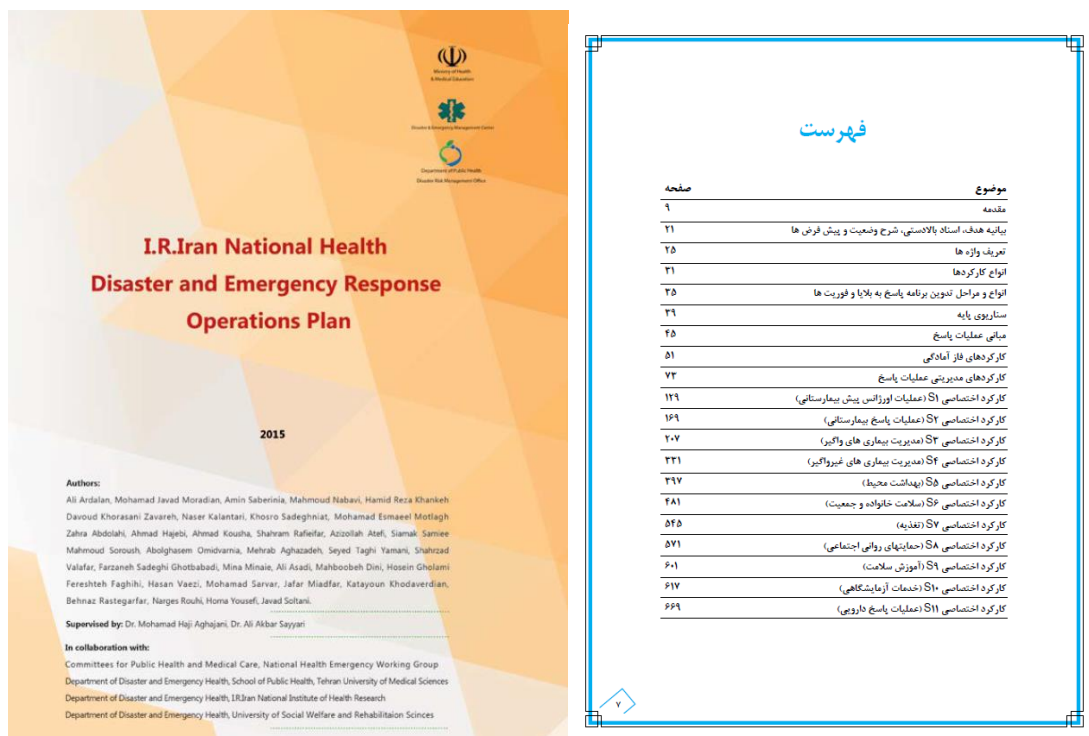 Ministry of Health
& Medical Education
Disaster & Emergency Management Center
Department of Public Health
Disaster Risk Management Office
I.R.Iran National Health
Disaster and Emergency Response
Operations Plan
2015
Authors:
Ali Ardalan, Mohamad Javad Moradian, Amin Saberinia, Mahmoud Nabavi, Hamid Reza Khankeh
Davoud Khorasani Zavareh, Naser Kalantari, Khosro Sadeghniat, Mohamad Esmaeel Motlagh
Zahra Abdolahi, Ahmad Hajebi, Ahmad Kousha, Shahram Rafieifar, Azizollah Atefi, Siamak Samiee
Mahmoud Soroush, Abolghasem Omidvarnia, Mehrab Aghazadeh, Seyed Taghi Yamani, Shahrzad
Valafar, Farzaneh Sadeghi Ghotbabadi, Mina Minaie, Ali Asadi, Mahboobeh Dini, Hosein Gholami
Fereshteh Faghihi, Hasan Vaezi, Mohamad Sarvar, Jafar Miadfar, Katayoun Khodaverdian,
Behnaz Rastegarfar, Narges Rouhi, Homa Yousefi, Javad Soltani.
Supervised by: Dr. Mohamad Haji Aghajani, Dr. Ali Akbar Sayyari
In collaboration with:
Committees for Public Health and Medical Care, National Health Emergency Working Group
Department of Disaster and Emergency Health, School of Public Health, Tehran University of Medical Sciences
Department of Disaster and Emergency Health, I.R.Iran National Institute of Health Research
Department of Disaster and Emergency Health, University of Social Welfare and Rehabilitaion Scinces
فهرست
موضوع صفحه
مقدمه ۹
بیانیه هدف، اسناد بالادستی، شرح وضعیت و پیش فرض ها ۲۱
تعریف واژه ها ۲۵
انواع کارکردها ۳۱
انواع و مراحل تدوین برنامه پاسخ به بلایا و فوریت ها ۳۵
سناریوی پایه ۳۹
مبانی عملیات پاسخ ۴۵
کارکردهای فاز آمادگی ۵۱
کارکردهای مدیریتی عملیات پاسخ ۷۳
کارکرد اختصاصی S۱ (عملیات اورژانس پیش بیمارستانی) ۱۲۹
کارکرد اختصاصی S۲ (عملیات پاسخ بیمارستانی) ۱۶۹
کارکرد اختصاصی S۳ (مدیریت بیماری های واگیر) ۲۰۷
کارکرد اختصاصی S۴ (مدیریت بیماری های غیرواگیر) ۳۳۱
کارکرد اختصاصی S۵ (بهداشت محیط) ۳۹۷
کارکرد اختصاصی S۶ (سلامت خانواده و جمعیت) ۴۸۱
کارکرد اختصاصی S۷ (تغذیه) ۵۴۵
کارکرد اختصاصی S۸ (حمایتهای روانی اجتماعی) ۵۷۱
کارکرد اختصاصی S۹ (آموزش سلامت) ۶۰۱
کارکرد اختصاصی S۱۰ (خدمات آزمایشگاهی) ۶۱۷
کارکرد اختصاصی S۱۱ (عملیات پاسخ دارویی) ۶۶۹
۷